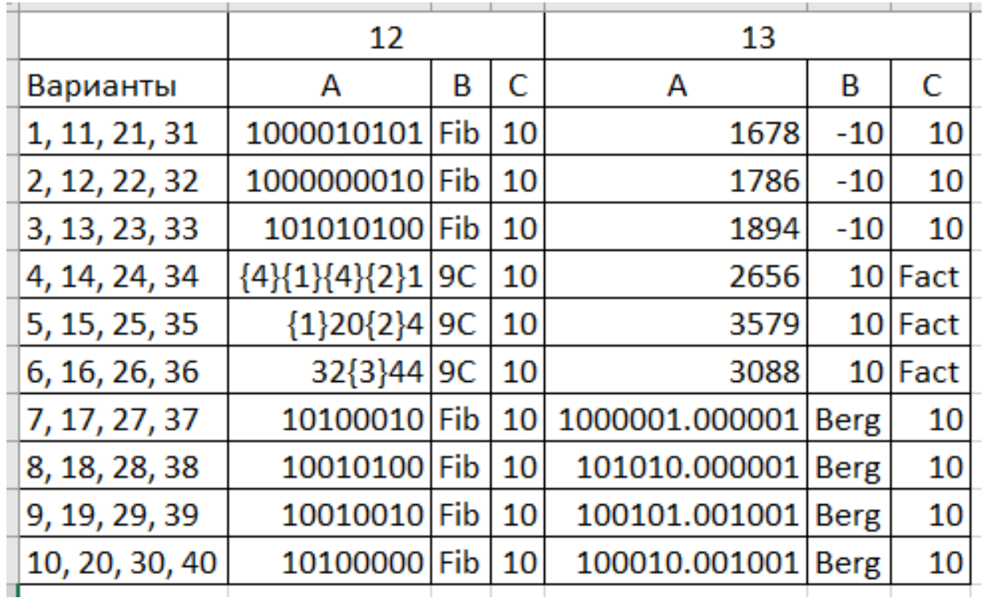 12 13
Варианты A B C A B C
1, 11, 21, 31 1000010101 Fib 10 1678 -10 10
2, 12, 22, 32 1000000010 Fib 10 1786 -10 10
3, 13, 23, 33 101010100 Fib 10 1894 -10 10
4, 14, 24, 34 {4}{1}{4}{2}1 9C 10 2656 10 Fact
5, 15, 25, 35 {1}20{2}4 9C 10 3579 10 Fact
6, 16, 26, 36 32{3}44 9C 10 3088 10 Fact
7, 17, 27, 37 10100010 Fib 10 1000001.000001 Berg 10
8, 18, 28, 38 10010100 Fib 10 101010.000001 Berg 10
9, 19, 29, 39 10010010 Fib 10 100101.001001 Berg 10
10, 20, 30, 40 10100000 Fib 10 100010.001001 Berg 10